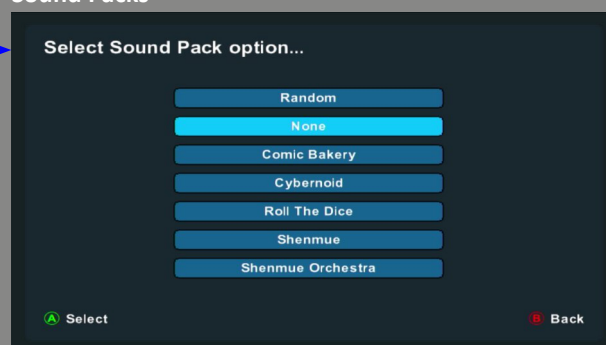 Sound Packs
Select Sound Pack option...
Random
None
Comic Bakery
Cybernoid
Roll The Dice
Shenmue
Shenmue Orchestra
A Select
B Back